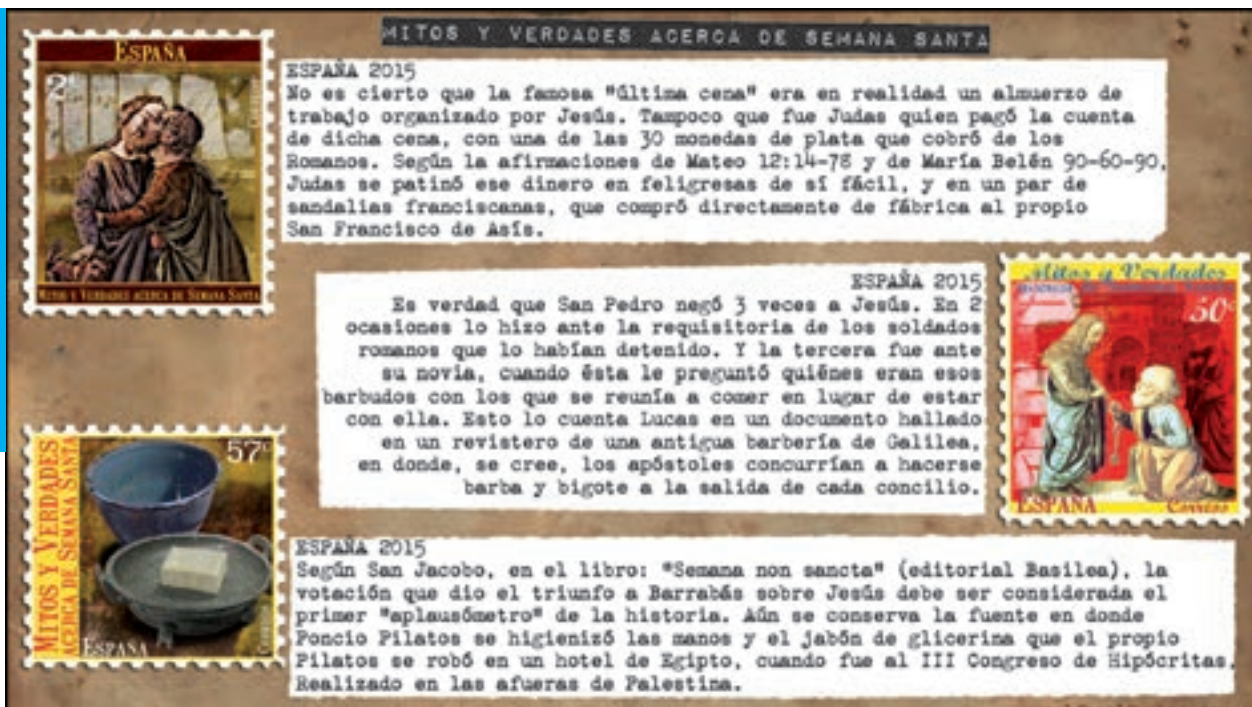 MITOS Y VERDADES ACERCA DE SEMANA SANTA
ESPAÑA
2
MITOS Y VERDADES ACERCA DE SEMANA SANTA
ESPAÑA 2015
No es cierto que la famosa "última cena" era en realidad un almuerzo de
trabajo organizado por Jesús. Tampoco que fue Judas quien pagó la cuenta
de dicha cena, con una de las 30 monedas de plata que cobró de los
Romanos. Según la afirmaciones de Mateo 12:14-78 y de María Belén 90-60-90,
Judas se patinó ese dinero en feligresas de sí fácil, y en un par de
sandalias franciscanas, que compró directamente de fábrica al propio
San Francisco de Asís.
ESPAÑA 2015
Es verdad que San Pedro negó 3 veces a Jesús. En 2
ocasiones lo hizo ante la requisitoria de los soldados
romanos que lo habían detenido. Y la tercera fue ante
su novia, cuando ésta le preguntó quiénes eran esos
barbudos con los que se reunía a comer en lugar de estar
con ella. Esto lo cuenta Lucas en un documento hallado
en un revistero de una antigua barbería de Galilea,
en donde, se cree, los apóstoles concurrían a hacerse
barba y bigote a la salida de cada concilio.
Mitos y Verdades
50c
ESPAÑA
CORREOS
57c
MITOS Y VERDADES
ACERCA DE SEMANA SANTA
ESPAÑA
ESPAÑA 2015
Según San Jacobo, en el libro: "Semana non sancta" (editorial Basilea), la
votación que dio el triunfo a Barrabás sobre Jesús debe ser considerada el
primer "aplausómetro" de la historia. Aún se conserva la fuente en donde
Poncio Pilatos se higienizó las manos y el jabón de glicerina que el propio
Pilatos se robó en un hotel de Egipto, cuando fue al III Congreso de Hipócritas.
Realizado en las afueras de Palestina.